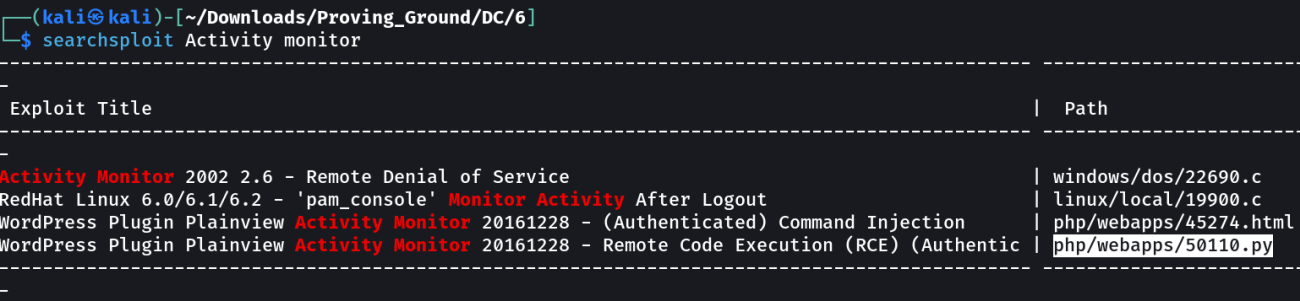 ┌──(kali㉿kali)-[~/Downloads/Proving_Ground/DC/6]
└─$ searchsploit Activity monitor
Exploit Title | Path
Activity Monitor 2002 2.6 - Remote Denial of Service | windows/dos/22690.c
RedHat Linux 6.0/6.1/6.2 - 'pam_console' Monitor Activity After Logout | linux/local/19900.c
WordPress Plugin Plainview Activity Monitor 20161228 - (Authenticated) Command Injection | php/webapps/45274.html
WordPress Plugin Plainview Activity Monitor 20161228 - Remote Code Execution (RCE) (Authentic | php/webapps/50110.py